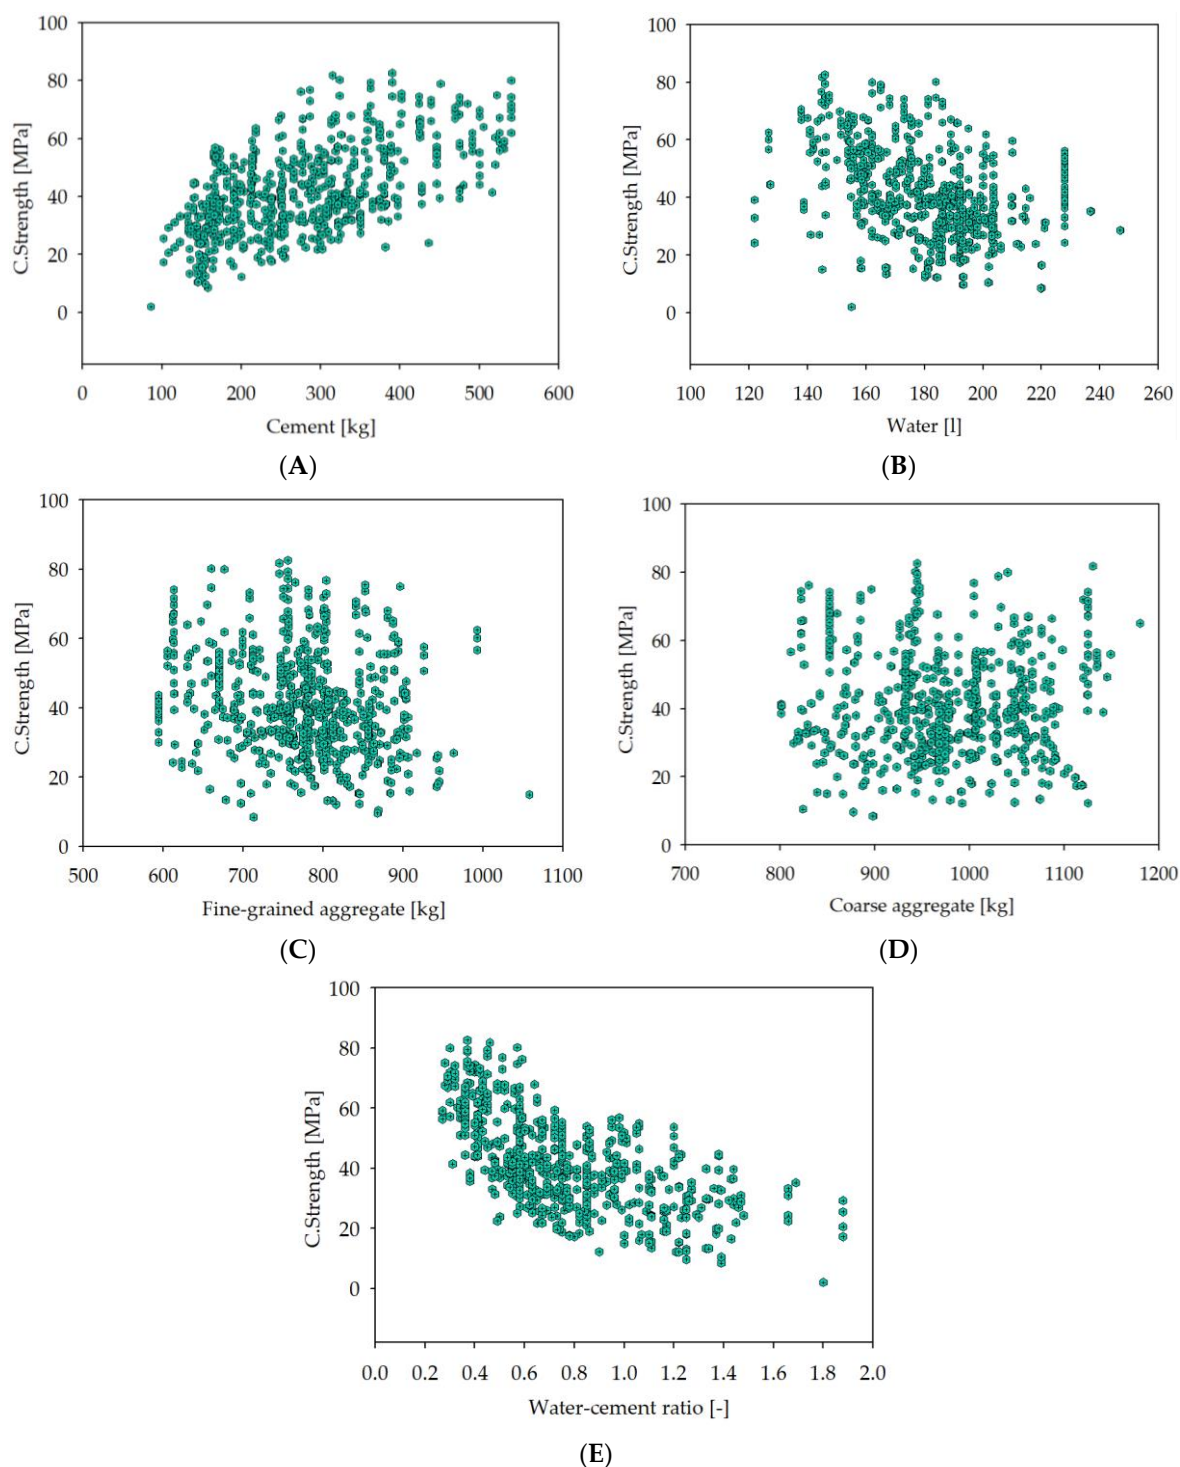 100
80
60
40
20
0
C.Strength [MPa]
0 100 200 300 400 500 600
Cement [kg]
(A)
100
80
60
40
20
0
C.Strength [MPa]
100 120 140 160 180 200 220 240 260
Water [l]
(B)
100
80
60
40
20
0
C.Strength [MPa]
500 600 700 800 900 1000 1100
Fine-grained aggregate [kg]
(C)
100
80
60
40
20
0
C.Strength [MPa]
700 800 900 1000 1100 1200
Coarse aggregate [kg]
(D)
100
80
60
40
20
0
C.Strength [MPa]
0.0 0.2 0.4 0.6 0.8 1.0 1.2 1.4 1.6 1.8 2.0
Water-cement ratio [-]
(E)